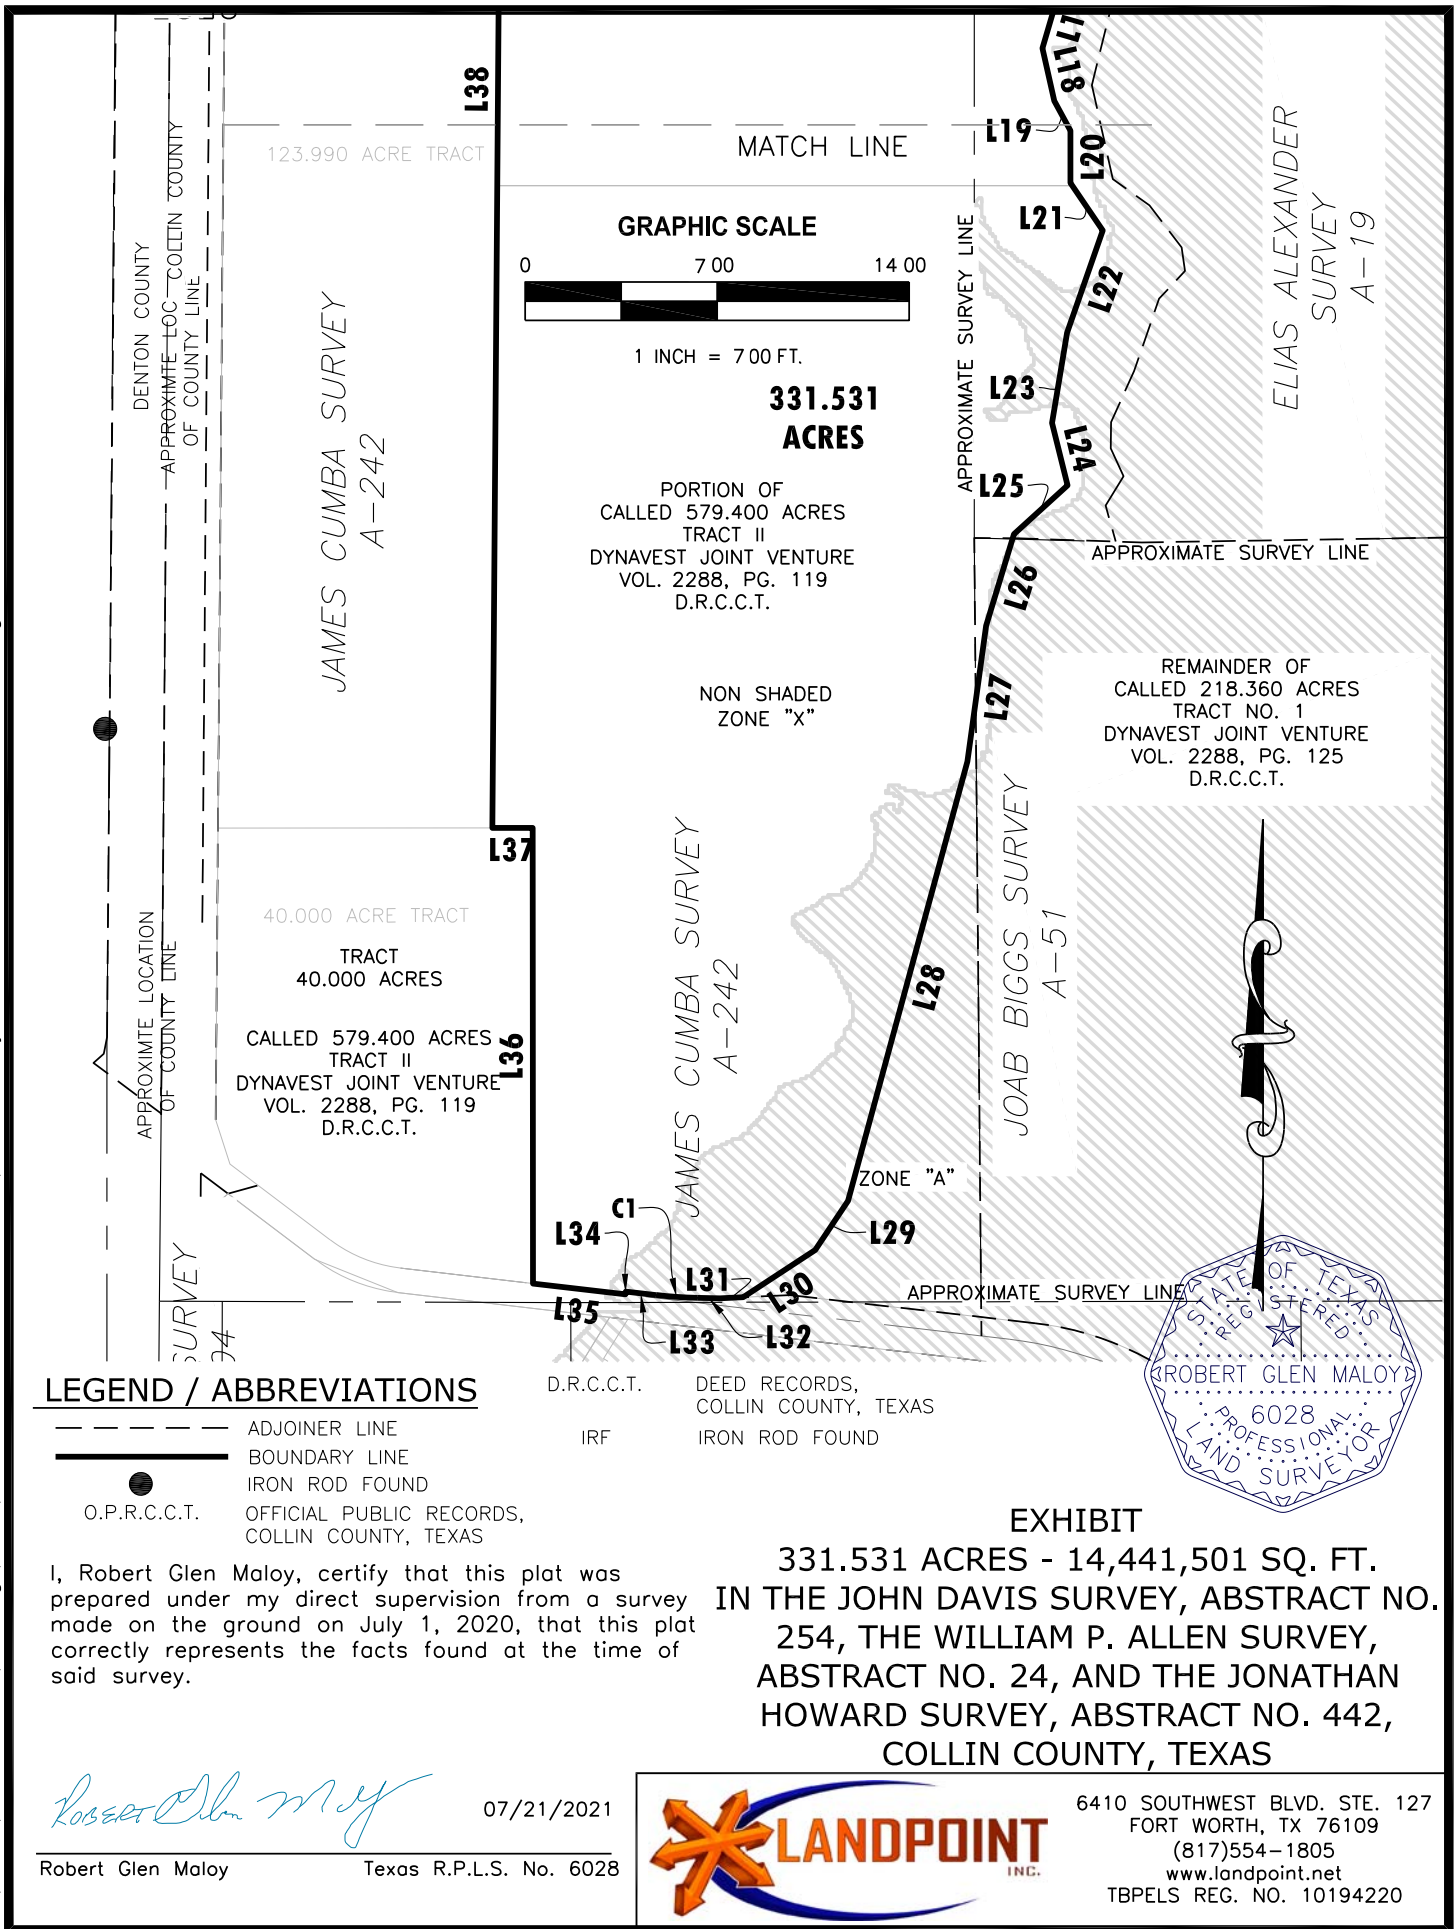 L38
L1
L18
L19
L20
L21
L22
L23
L24
L25
L26
L27
L28
L29
L30
L31
L32
L33
L34
C1
L35
L36
L37
123.990 ACRE TRACT
MATCH LINE
GRAPHIC SCALE
0 700 1400
1 INCH = 700 FT.
331.531
ACRES
PORTION OF
CALLED 579.400 ACRES
TRACT II
DYNAVEST JOINT VENTURE
VOL. 2288, PG. 119
D.R.C.C.T.
NON SHADED
ZONE "X"
DENTON COUNTY
APPROXIMTE LOC COLLIN COUNTY
OF COUNTY LINE
JAMES CUMBA SURVEY
A-242
APPROXIMATE SURVEY LINE
ELIAS ALEXANDER
SURVEY
A-19
APPROXIMATE SURVEY LINE
REMAINDER OF
CALLED 218.360 ACRES
TRACT NO. 1
DYNAVEST JOINT VENTURE
VOL. 2288, PG. 125
D.R.C.C.T.
JOAB BIGGS SURVEY
A-51
JAMES CUMBA SURVEY
A-242
40.000 ACRE TRACT
TRACT
40.000 ACRES
CALLED 579.400 ACRES
TRACT II
DYNAVEST JOINT VENTURE
VOL. 2288, PG. 119
D.R.C.C.T.
APPROXIMTE LOCATION
OF COUNTY LINE
ZONE "A"
APPROXIMATE SURVEY LINE
SURVEY
94
STATE OF TEXAS
REGISTERED
ROBERT GLEN MALOY
6028
PROFESSIONAL
LAND SURVEYOR
LEGEND / ABBREVIATIONS
ADJOINER LINE
BOUNDARY LINE
IRON ROD FOUND
O.P.R.C.C.T. OFFICIAL PUBLIC RECORDS,
COLLIN COUNTY, TEXAS
D.R.C.C.T. DEED RECORDS,
COLLIN COUNTY, TEXAS
IRF IRON ROD FOUND
I, Robert Glen Maloy, certify that this plat was
prepared under my direct supervision from a survey
made on the ground on July 1, 2020, that this plat
correctly represents the facts found at the time of
said survey.
EXHIBIT
331.531 ACRES - 14,441,501 SQ. FT.
IN THE JOHN DAVIS SURVEY, ABSTRACT NO.
254, THE WILLIAM P. ALLEN SURVEY,
ABSTRACT NO. 24, AND THE JONATHAN
HOWARD SURVEY, ABSTRACT NO. 442,
COLLIN COUNTY, TEXAS
07/21/2021
Robert Glen Maloy Texas R.P.L.S. No. 6028
LANDPOINT
INC.
6410 SOUTHWEST BLVD. STE. 127
FORT WORTH, TX 76109
(817)554-1805
www.landpoint.net
TBPELS REG. NO. 10194220